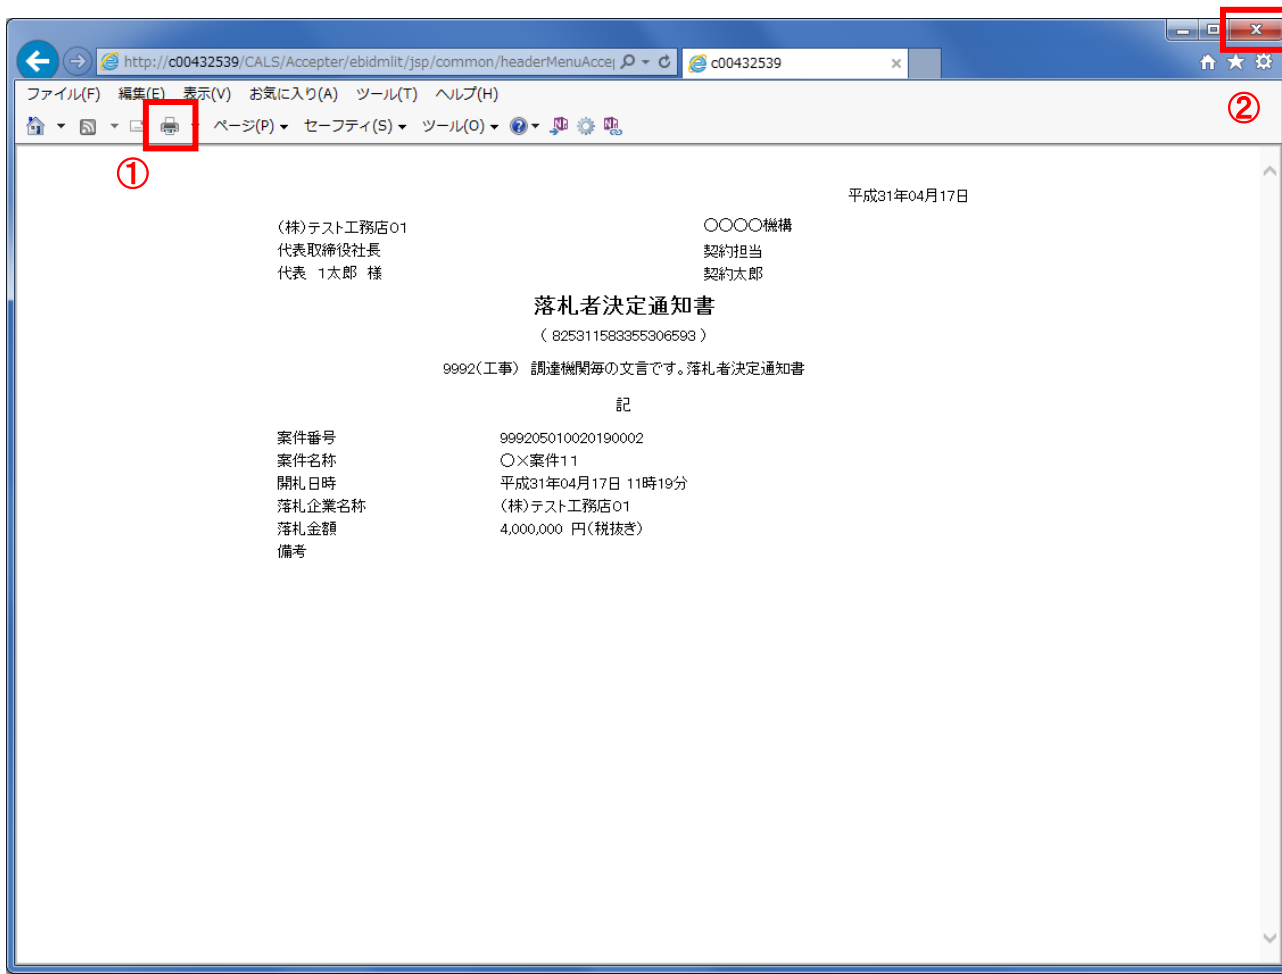 http://c00432539/CALS/Accepter/ebidmlit/jsp/common/headerMenuAccep
c00432539
ファイル(F) 編集(E) 表示(V) お気に入り(A) ツール(T) ヘルプ(H)
②
ページ(P) セーフティ(S) ツール(O)
①
平成31年04月17日
(株)テスト工務店01 〇〇〇〇機構
代表取締役社長 契約担当
代表 1太郎 様 契約太郎
落札者決定通知書
( 825311583355306593 )
9992(工事) 調達機関毎の文言です。落札者決定通知書
記
案件番号 999205010020190002
案件名称 〇×案件11
開札日時 平成31年04月17日 11時19分
落札企業名称 (株)テスト工務店01
落札金額 4,000,000 円(税抜き)
備考